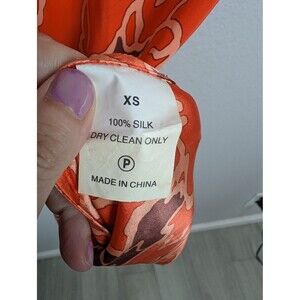 XS
100% SILK
DRY CLEAN ONLY
P
MADE IN CHINA